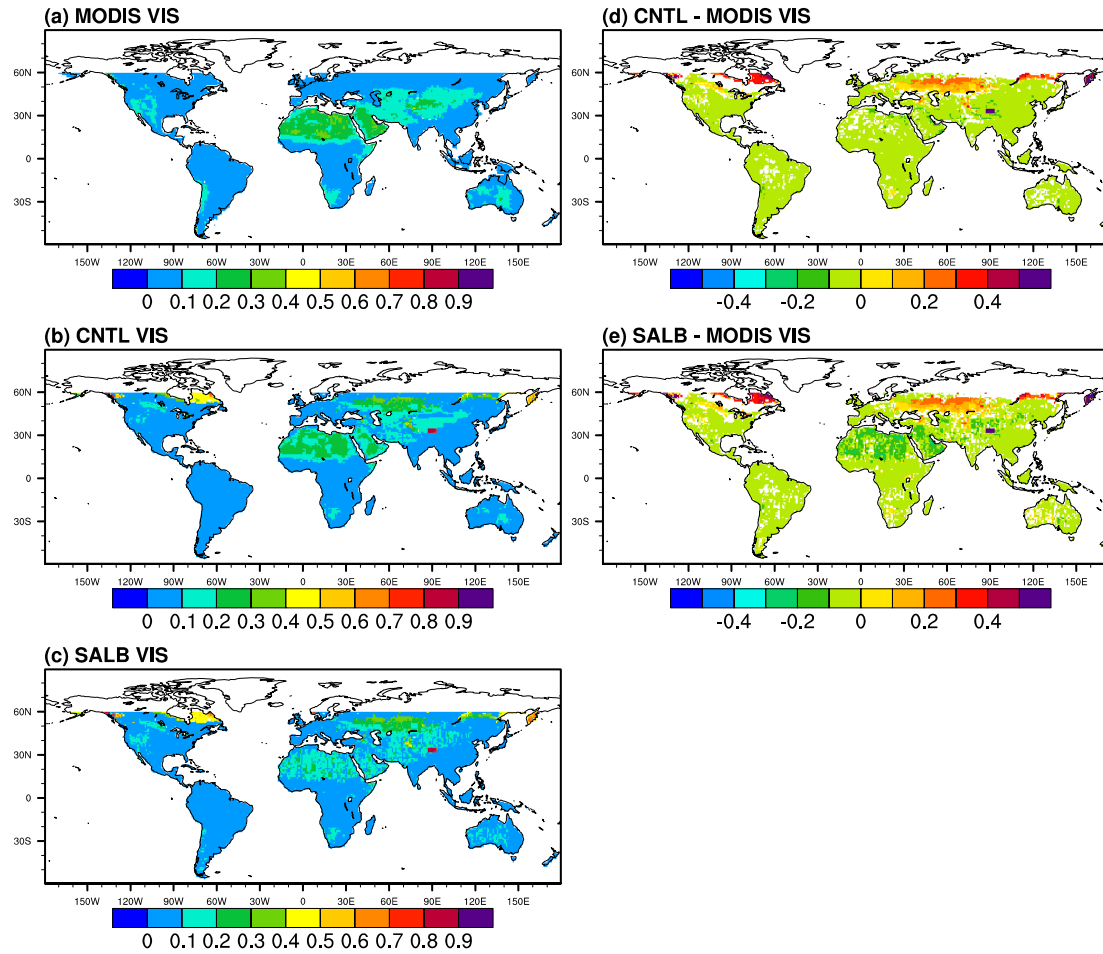 (a) MODIS VIS
60N
30N
0
30S
150W 120W 90W 60W 30W 0 30E 60E 90E 120E 150E
0 0.1 0.2 0.3 0.4 0.5 0.6 0.7 0.8 0.9
(d) CNTL - MODIS VIS
60N
30N
0
30S
150W 120W 90W 60W 30W 0 30E 60E 90E 120E 150E
-0.4 -0.2 0 0.2 0.4
(b) CNTL VIS
60N
30N
0
30S
150W 120W 90W 60W 30W 0 30E 60E 90E 120E 150E
0 0.1 0.2 0.3 0.4 0.5 0.6 0.7 0.8 0.9
(e) SALB - MODIS VIS
60N
30N
0
30S
150W 120W 90W 60W 30W 0 30E 60E 90E 120E 150E
-0.4 -0.2 0 0.2 0.4
(c) SALB VIS
60N
30N
0
30S
150W 120W 90W 60W 30W 0 30E 60E 90E 120E 150E
0 0.1 0.2 0.3 0.4 0.5 0.6 0.7 0.8 0.9